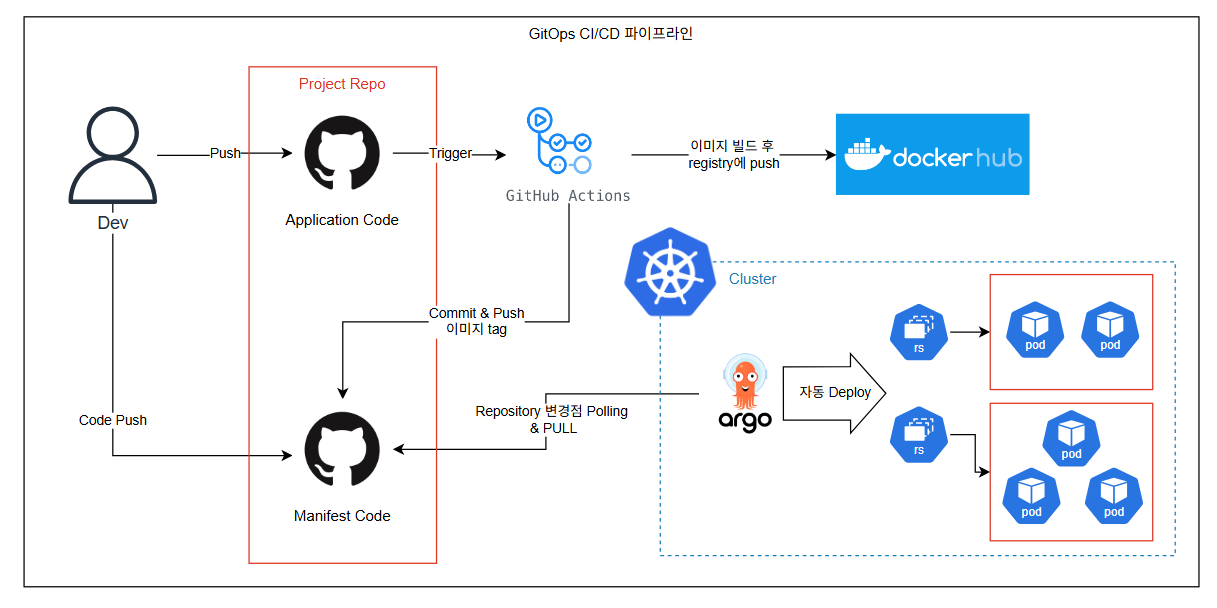 GitOps CI/CD 파이프라인
Project Repo
Push
Trigger
이미지 빌드 후
registry에 push
dockerhub
GitHub Actions
Dev
Application Code
Cluster
Commit & Push
이미지 tag
rs
pod
pod
Repository 변경점 Polling
& PULL
argo
자동 Deploy
Code Push
rs
pod
pod
pod
Manifest Code